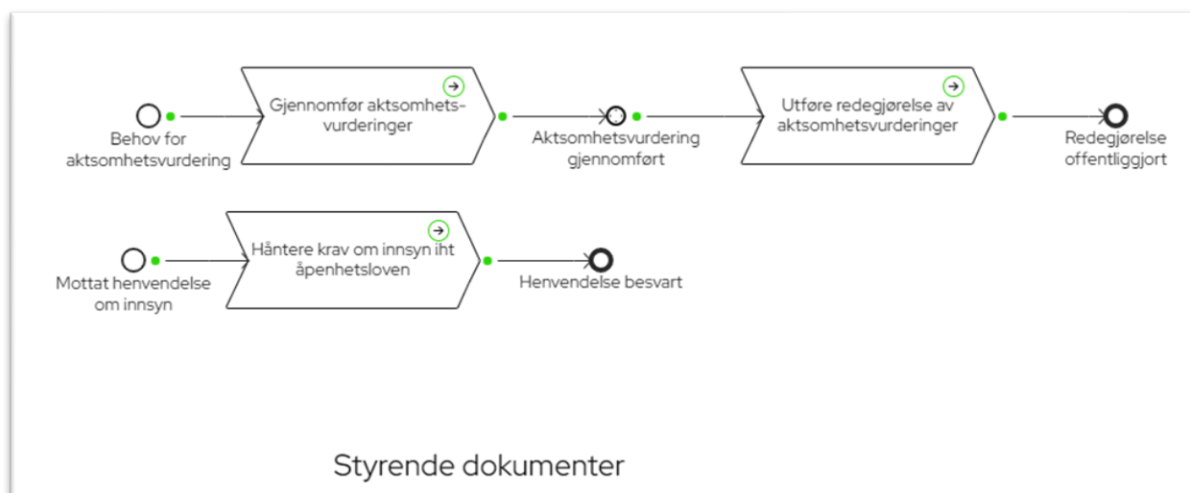 Gjennomfør aktsomhets-
vurderinger
Utføre redegjørelse av
aktsomhetsvurderinger
Behov for
aktsomhetsvurdering
Aktsomhetsvurdering
gjennomført
Redegjørelse
offentliggjort
Håntere krav om innsyn iht
åpenhetsloven
Mottat henvendelse
om innsyn
Henvendelse besvart
Styrende dokumenter